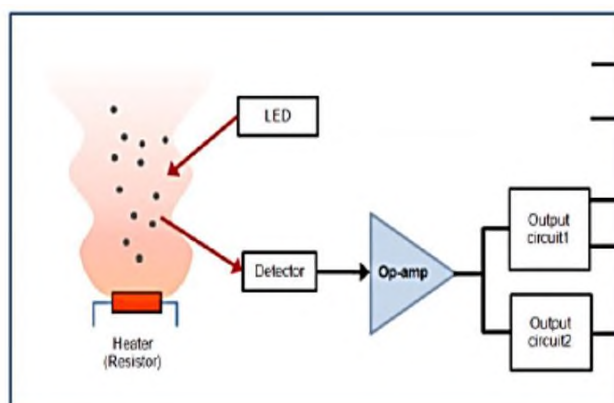 LED
Detector
Op-amp
Output
circuit1
Output
circuit2
Heater
(Resistor)